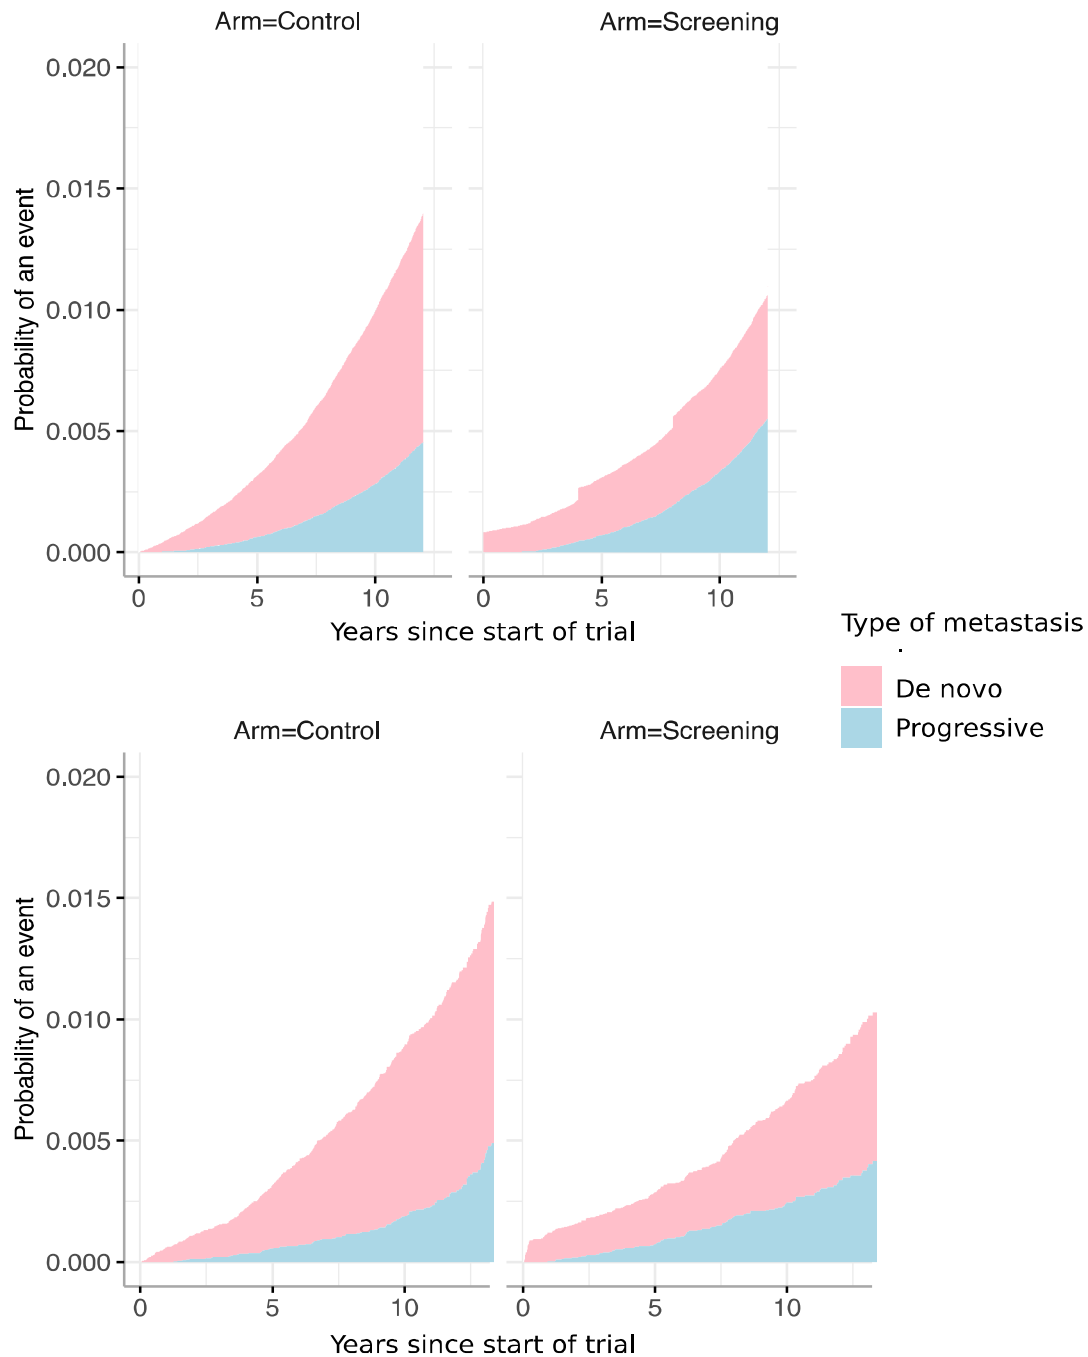 Arm=Control Arm=Screening
0.020
0.015
0.010
0.005
0.000
Probability of an event
0 5 10 0 5 10
Years since start of trial
Type of metastasis
.
De novo
Progressive
Arm=Control Arm=Screening
0.020
0.015
0.010
0.005
0.000
Probability of an event
0 5 10 0 5 10
Years since start of trial